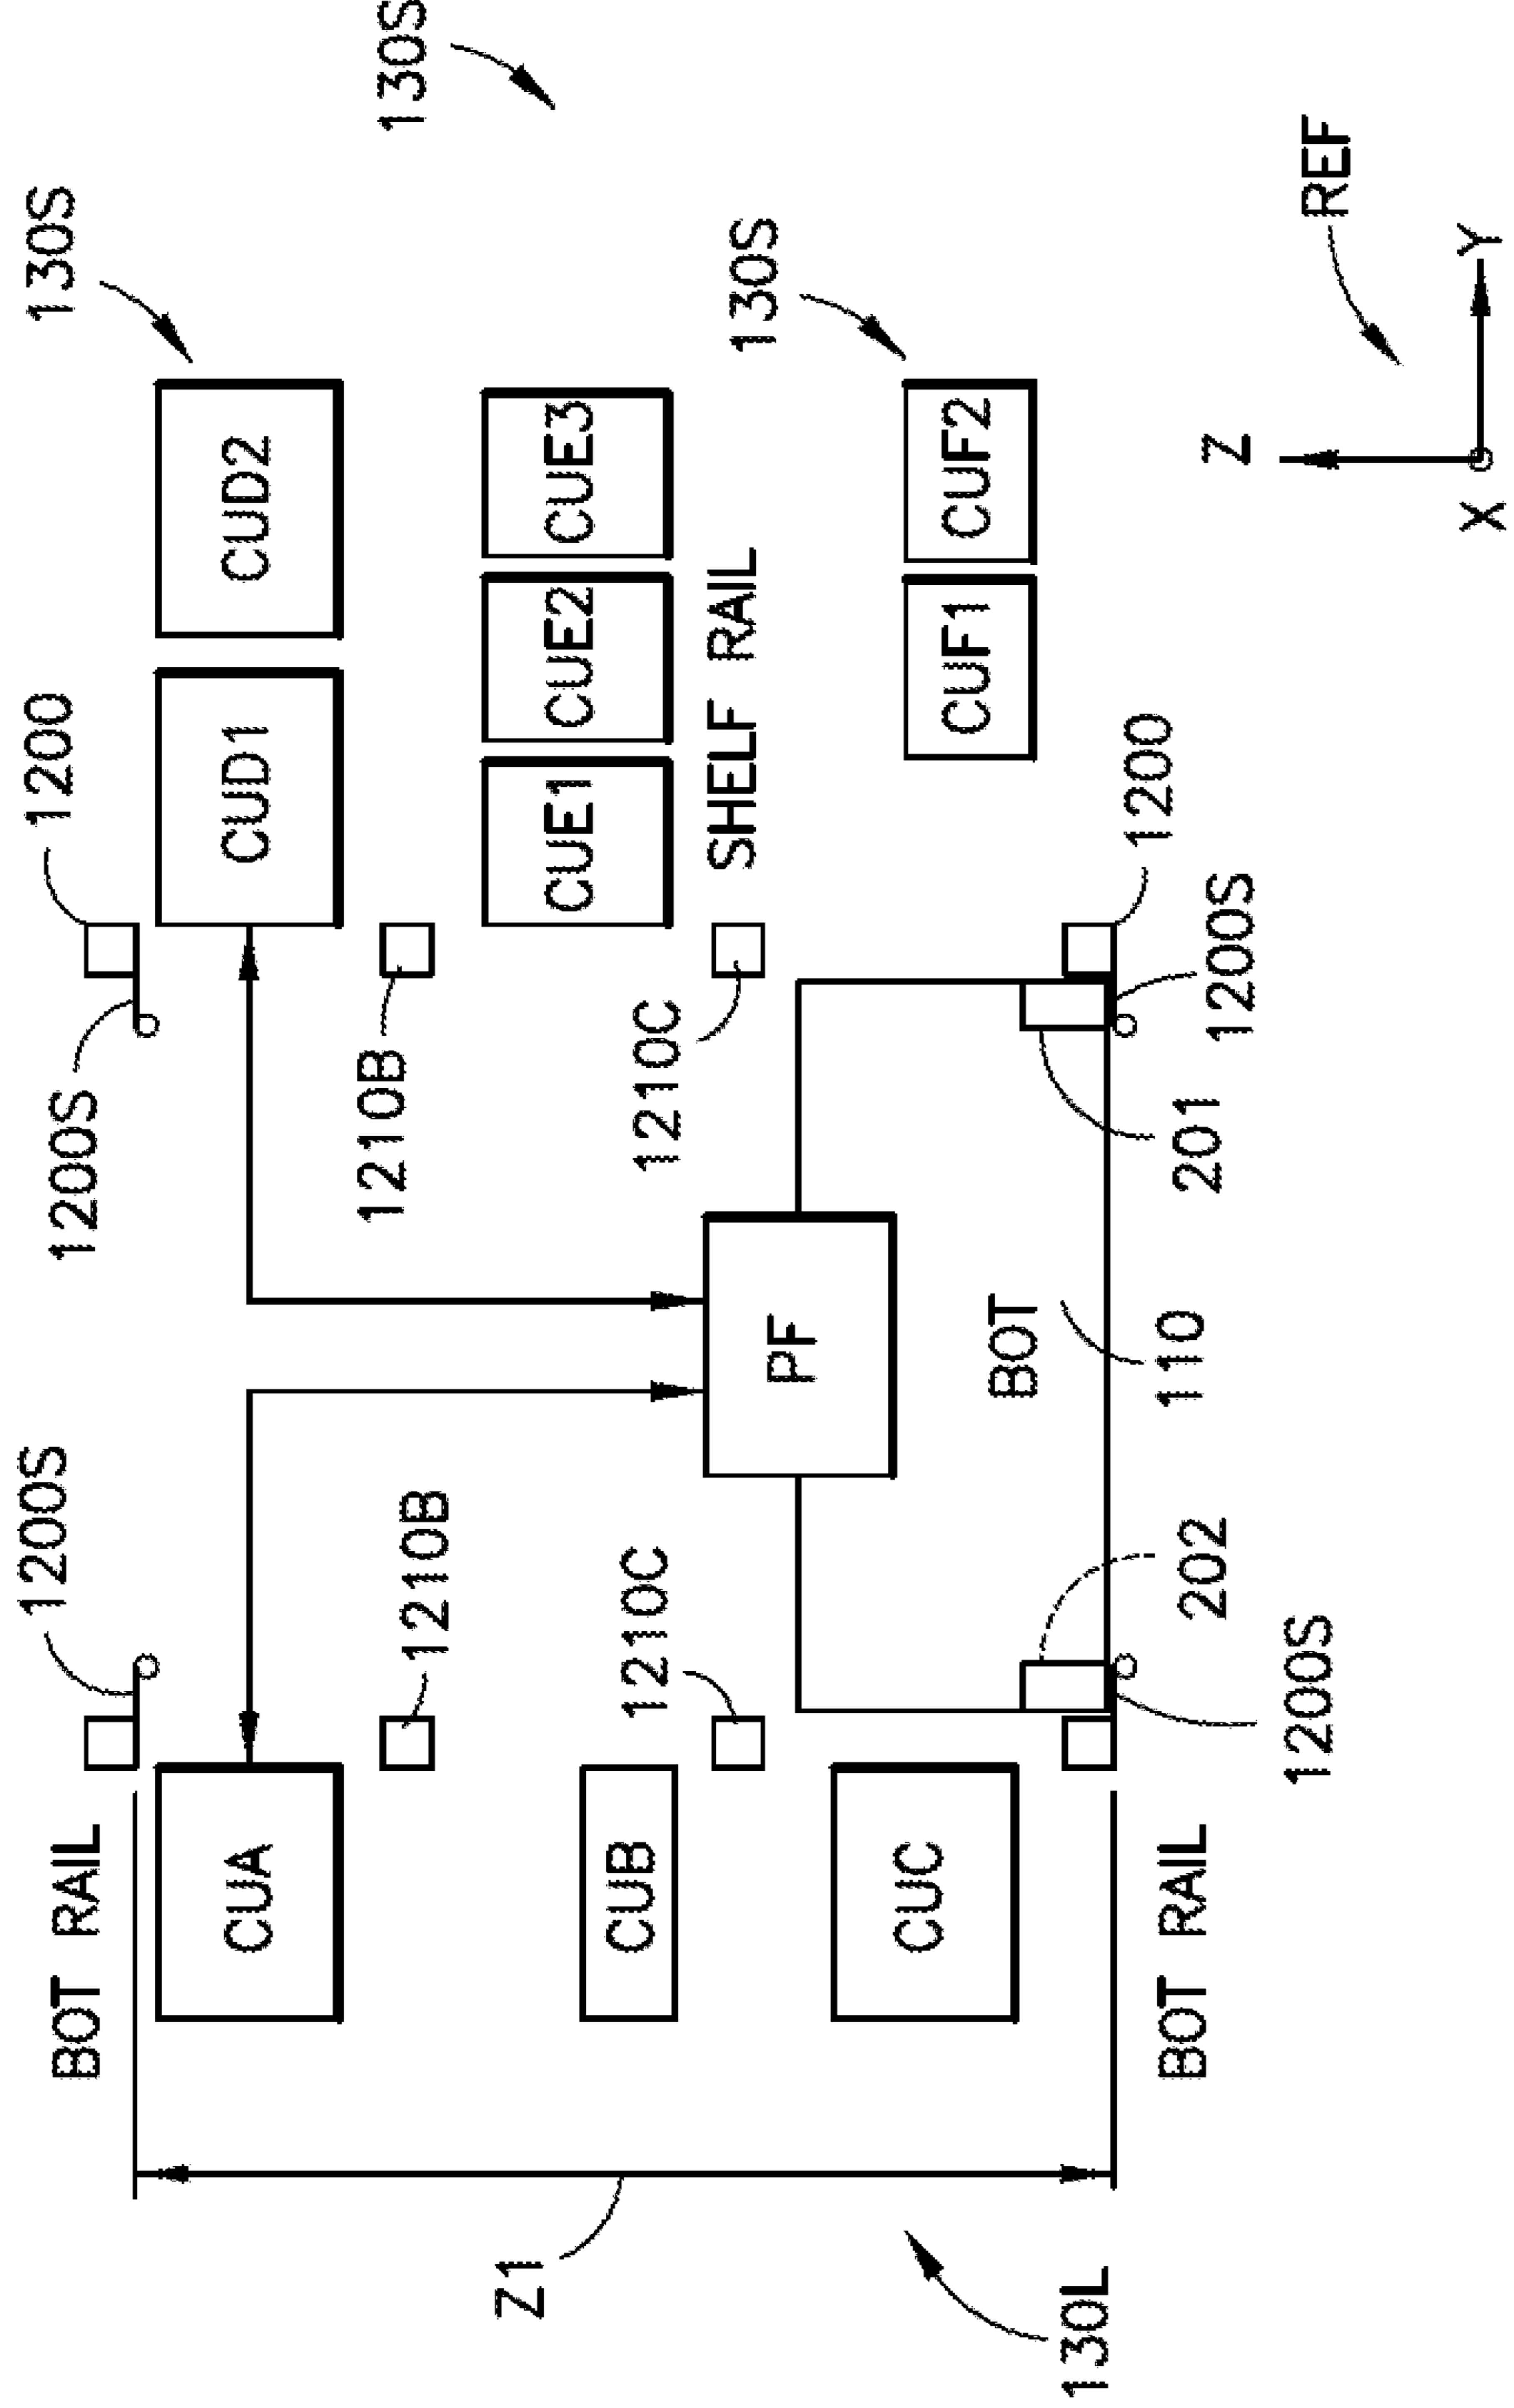 130S
130S
130S
REF
Y
Z
X
CUD2
CUE3
CUF2
1200
CUD1
CUE2
CUE1
SHELF RAIL
CUF1
1200
1200S
1200S
1210B
1210C
201
PF
BOT
110
1200S
1210B
1210C
202
1200S
BOT RAIL
CUA
CUB
CUC
BOT RAIL
Z1
130L